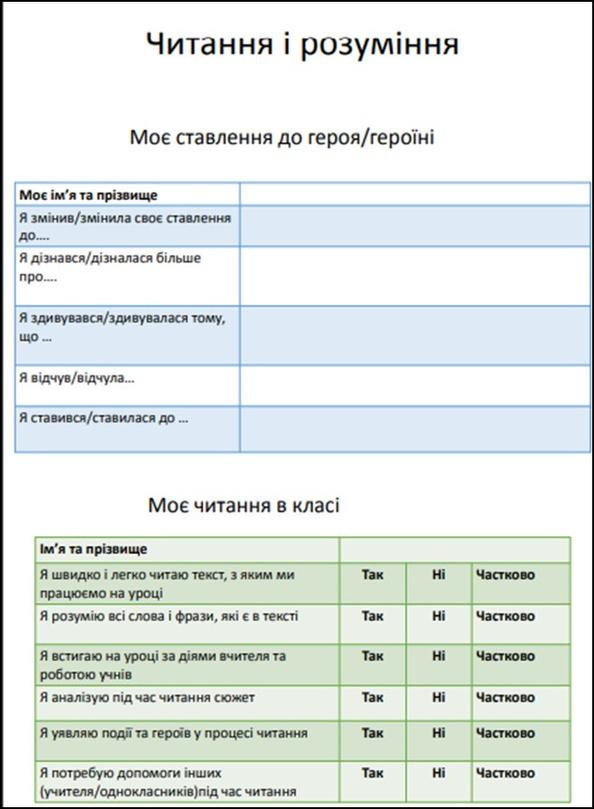 Читання і розуміння
Моє ставлення до героя/героїні
Моє ім’я та прізвище
Я змінив/змінила своє ставлення
до....
Я дізнався/дізналася більше
про....
Я здивувався/здивувалася тому,
що ...
Я відчув/відчула...
Я ставився/ставилася до ...
Моє читання в класі
Ім’я та прізвище
Я швидко і легко читаю текст, з яким ми
працюємо на уроці
Так Ні Частково
Я розумію всі слова і фрази, які є в тексті
Так Ні Частково
Я встигаю на уроці за діями вчителя та
роботою учнів
Так Ні Частково
Я аналізую під час читання сюжет
Так Ні Частково
Я уявляю події та героїв у процесі читання
Так Ні Частково
Я потребую допомоги інших
(учителя/однокласників)під час читання
Так Ні Частково